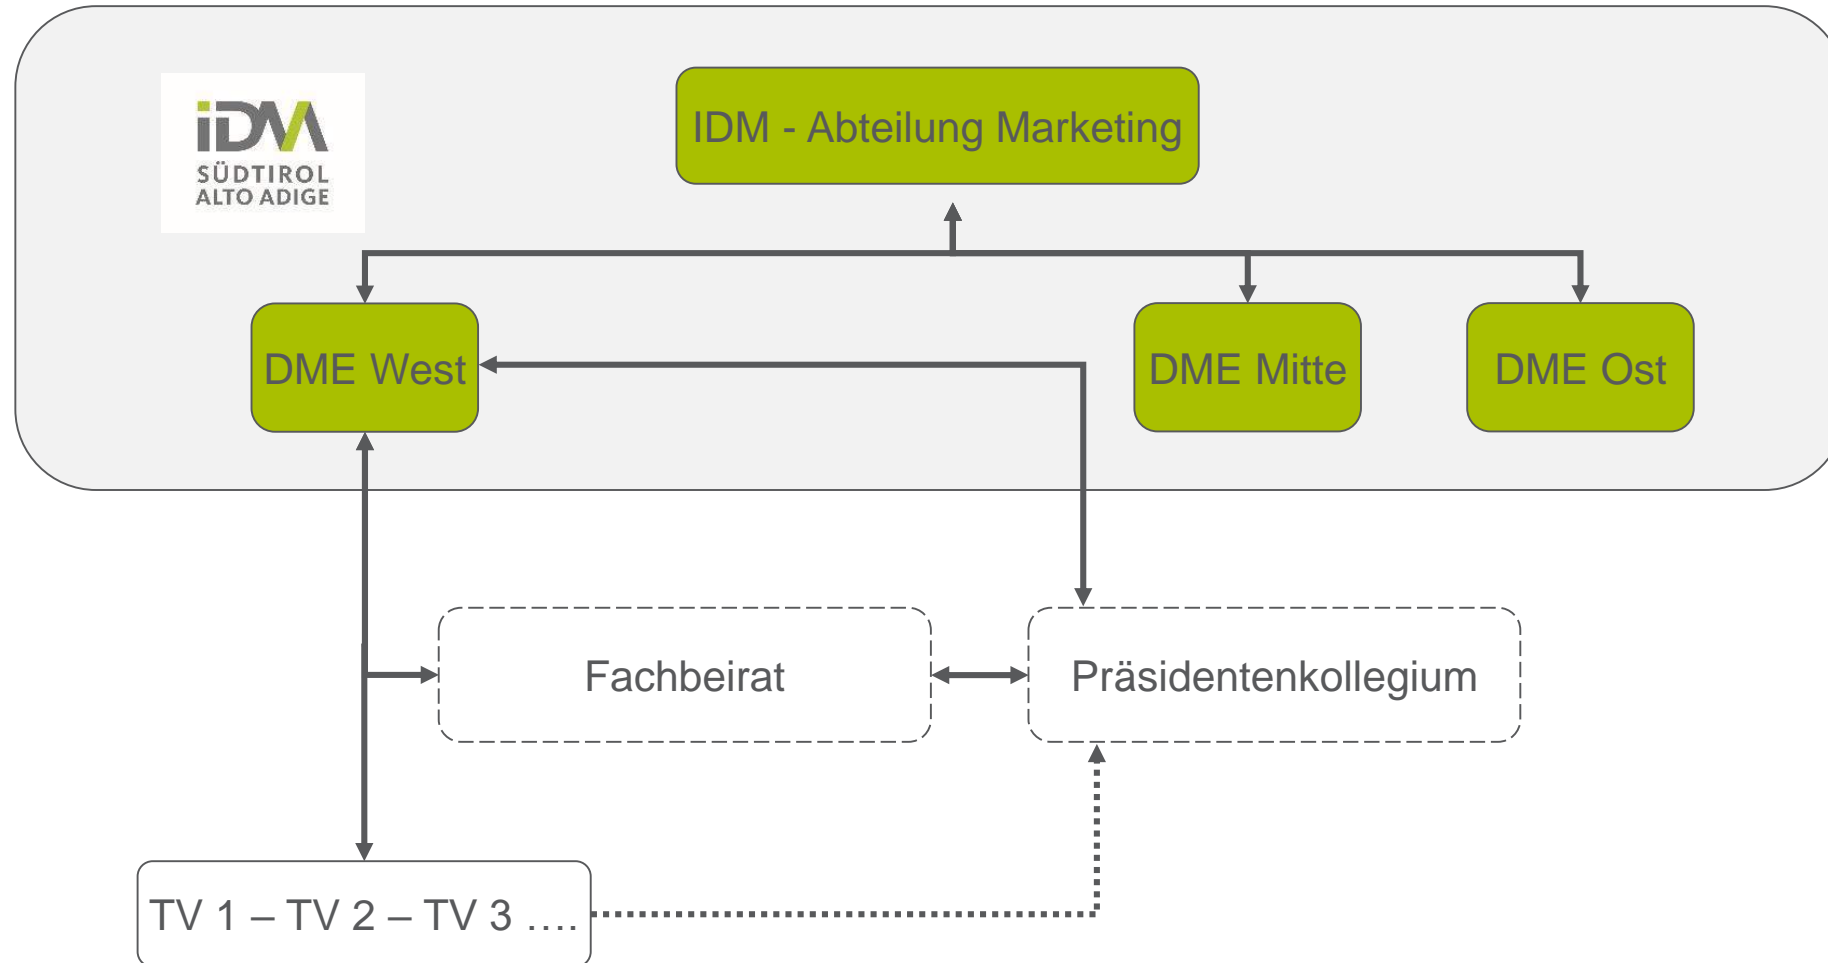 iDM
SÜDTIROL
ALTO ADIGE
IDM - Abteilung Marketing
DME West
DME Mitte
DME Ost
Fachbeirat
Präsidentenkollegium
TV 1 – TV 2 – TV 3 ….